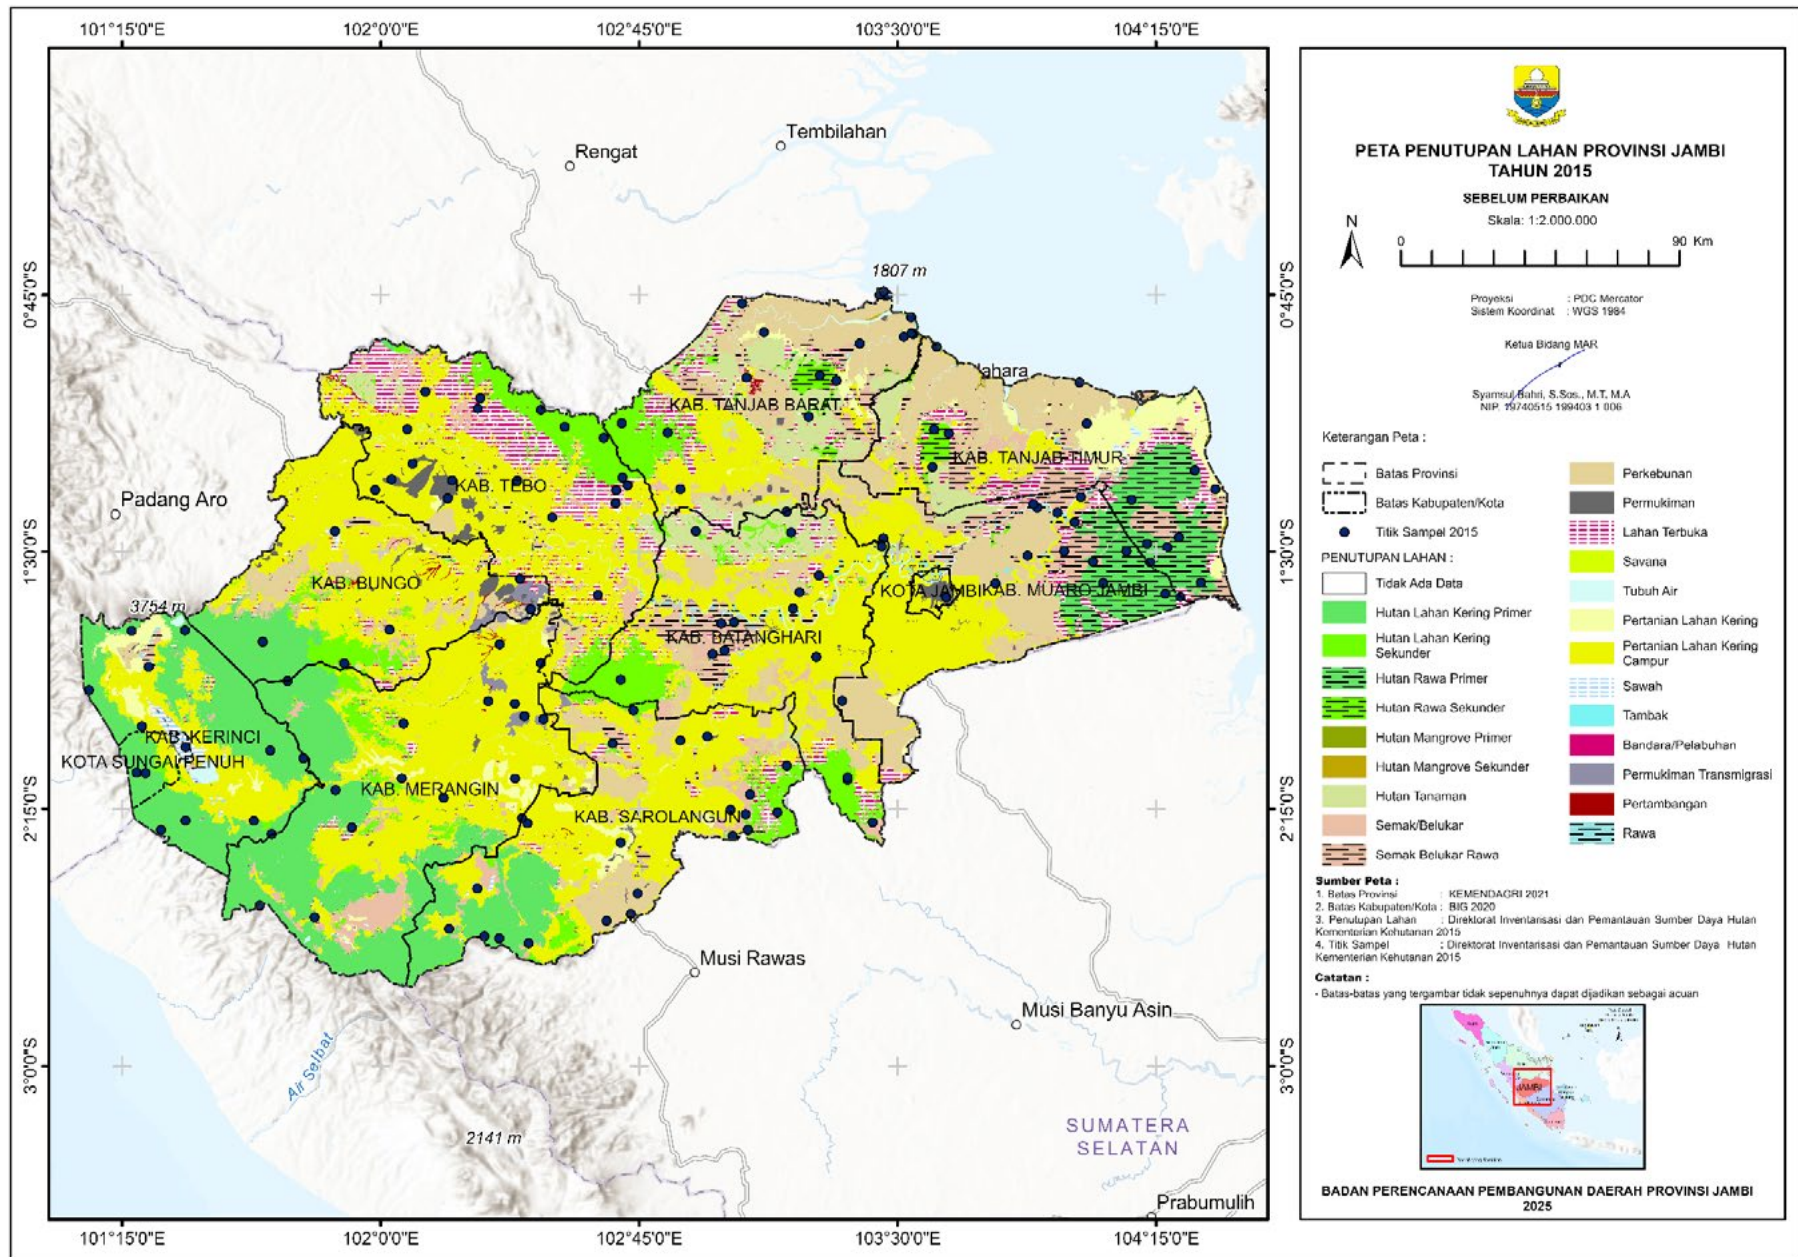 101°15'0"E 102°0'0"E 102°45'0"E 103°30'0"E 104°15'0"E
Tembilahan
Rengat
1807 m
0°45'0"S 0°45'0"S
lahara
KAB. TANJAB BARAT
KAB. TANJAB TIMUR
KAB. TEBO
Padang Aro
1°30'0"S 1°30'0"S
KAB. BUNGO
KOTA JAMBI KAB. MUARO JAMBI
3754 m
KAB. BATANGHARI
KAB. KERINCI
KOTA SUNGAI PENUH
KAB. MERANGIN
2°15'0"S 2°15'0"S
KAB. SAROLANGUN
Musi Rawas
Musi Banyu Asin
3°0'0"S 3°0'0"S
Air Selbat
2141 m
SUMATERA
SELATAN
Prabumulih
101°15'0"E 102°0'0"E 102°45'0"E 103°30'0"E 104°15'0"E
PETA PENUTUPAN LAHAN PROVINSI JAMBI
TAHUN 2015
SEBELUM PERBAIKAN
Skala: 1:2.000.000
N
0 90 Km
Proyeksi : PDC Mercator
Sistem Koordinat : WGS 1984
Ketua Bidang MAR
Syamsul Bahri, S.Sos., M.T, M.A
NIP. 19740515 199403 1 006
Keterangan Peta :
Batas Provinsi
Batas Kabupaten/Kota
Titik Sampel 2015
PENUTUPAN LAHAN :
Tidak Ada Data
Hutan Lahan Kering Primer
Hutan Lahan Kering
Sekunder
Hutan Rawa Primer
Hutan Rawa Sekunder
Hutan Mangrove Primer
Hutan Mangrove Sekunder
Hutan Tanaman
Semak/Belukar
Semak Belukar Rawa
Perkebunan
Permukiman
Lahan Terbuka
Savana
Tubuh Air
Pertanian Lahan Kering
Pertanian Lahan Kering
Campur
Sawah
Tambak
Bandara/Pelabuhan
Permukiman Transmigrasi
Pertambangan
Rawa
Sumber Peta :
1. Batas Provinsi : KEMENDAGRI 2021
2. Batas Kabupaten/Kota : BIG 2020
3. Penutupan Lahan : Direktorat Inventarisasi dan Pemantauan Sumber Daya Hutan
Kementerian Kehutanan 2015
4. Titik Sampel : Direktorat Inventarisasi dan Pemantauan Sumber Daya Hutan
Kementerian Kehutanan 2015
Catatan :
- Batas-batas yang tergambar tidak sepenuhnya dapat dijadikan sebagai acuan
JAMBI
BADAN PERENCANAAN PEMBANGUNAN DAERAH PROVINSI JAMBI
2025